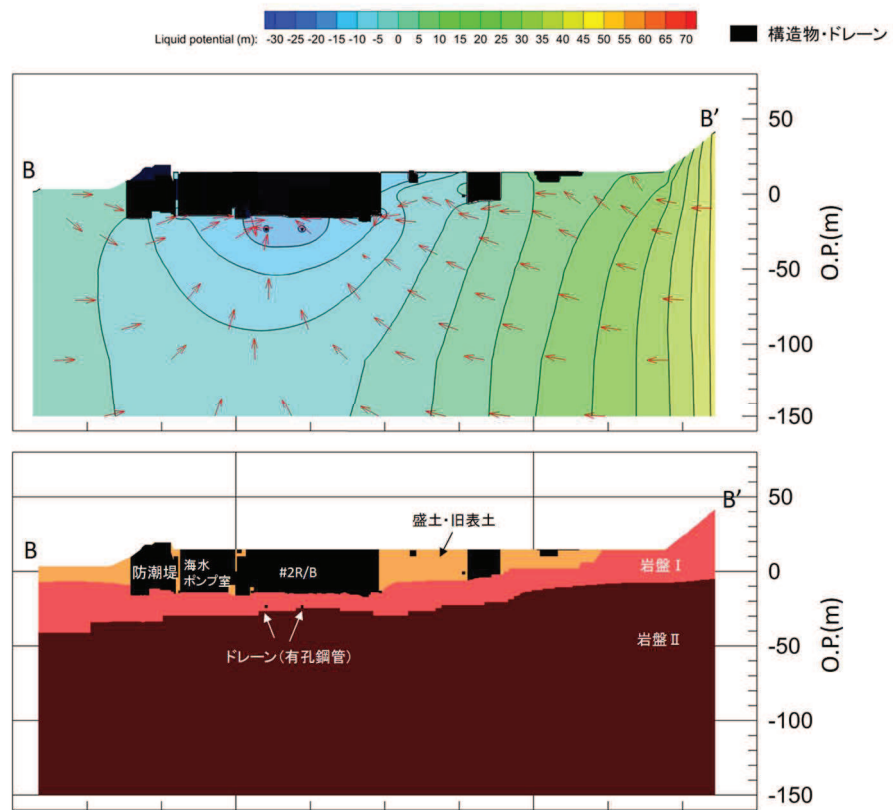 Liquid potential (m): -30 -25 -20 -15 -10 -5 0 5 10 15 20 25 30 35 40 45 50 55 60 65 70
構造物・ドレーン
B
B’
50
0
-50
-100
-150
O.P.(m)
B
B’
盛土・旧表土
防潮堤
海水
ポンプ室
#2R/B
岩盤Ⅰ
ドレーン(有孔鋼管)
岩盤Ⅱ
50
0
-50
-100
-150
O.P.(m)